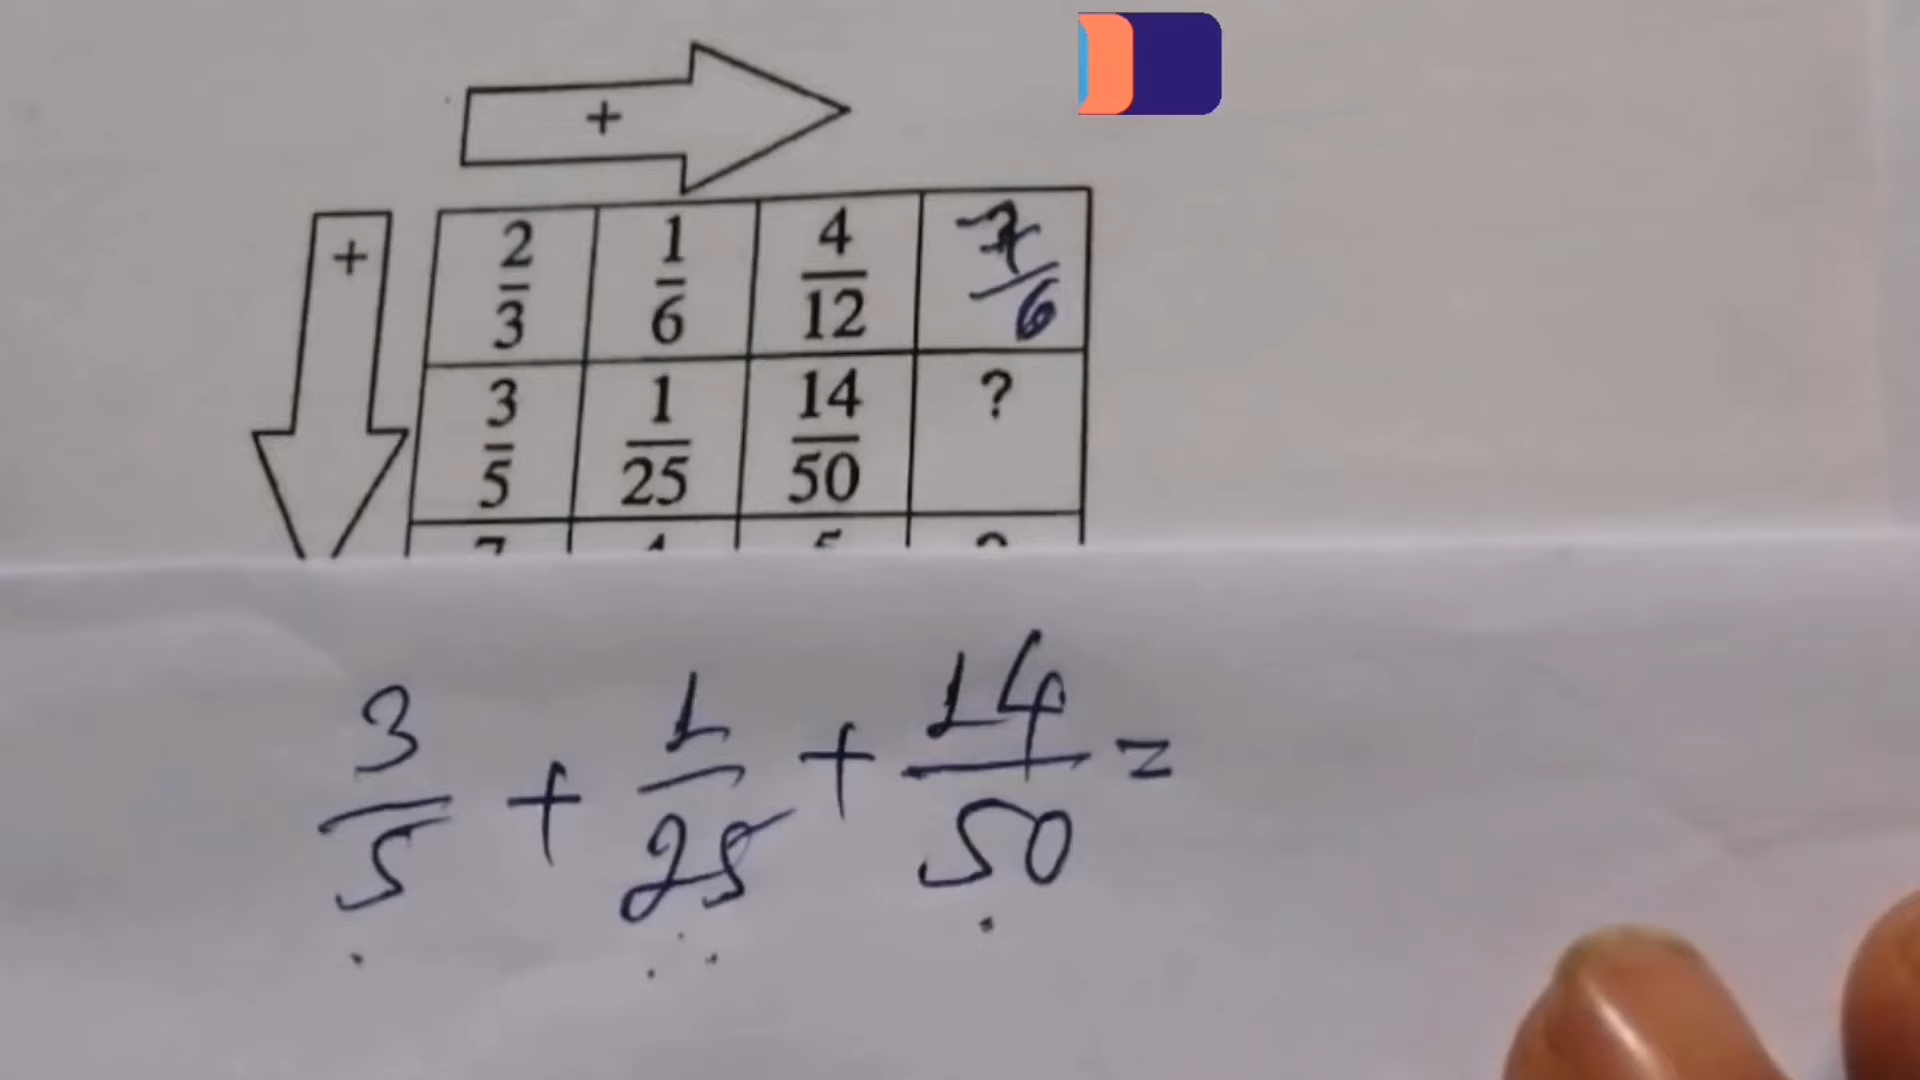 +
+
2/3 1/6 4/12 7/6
3/5 1/25 14/50 ?
3/5 + 1/25 + 14/50 =